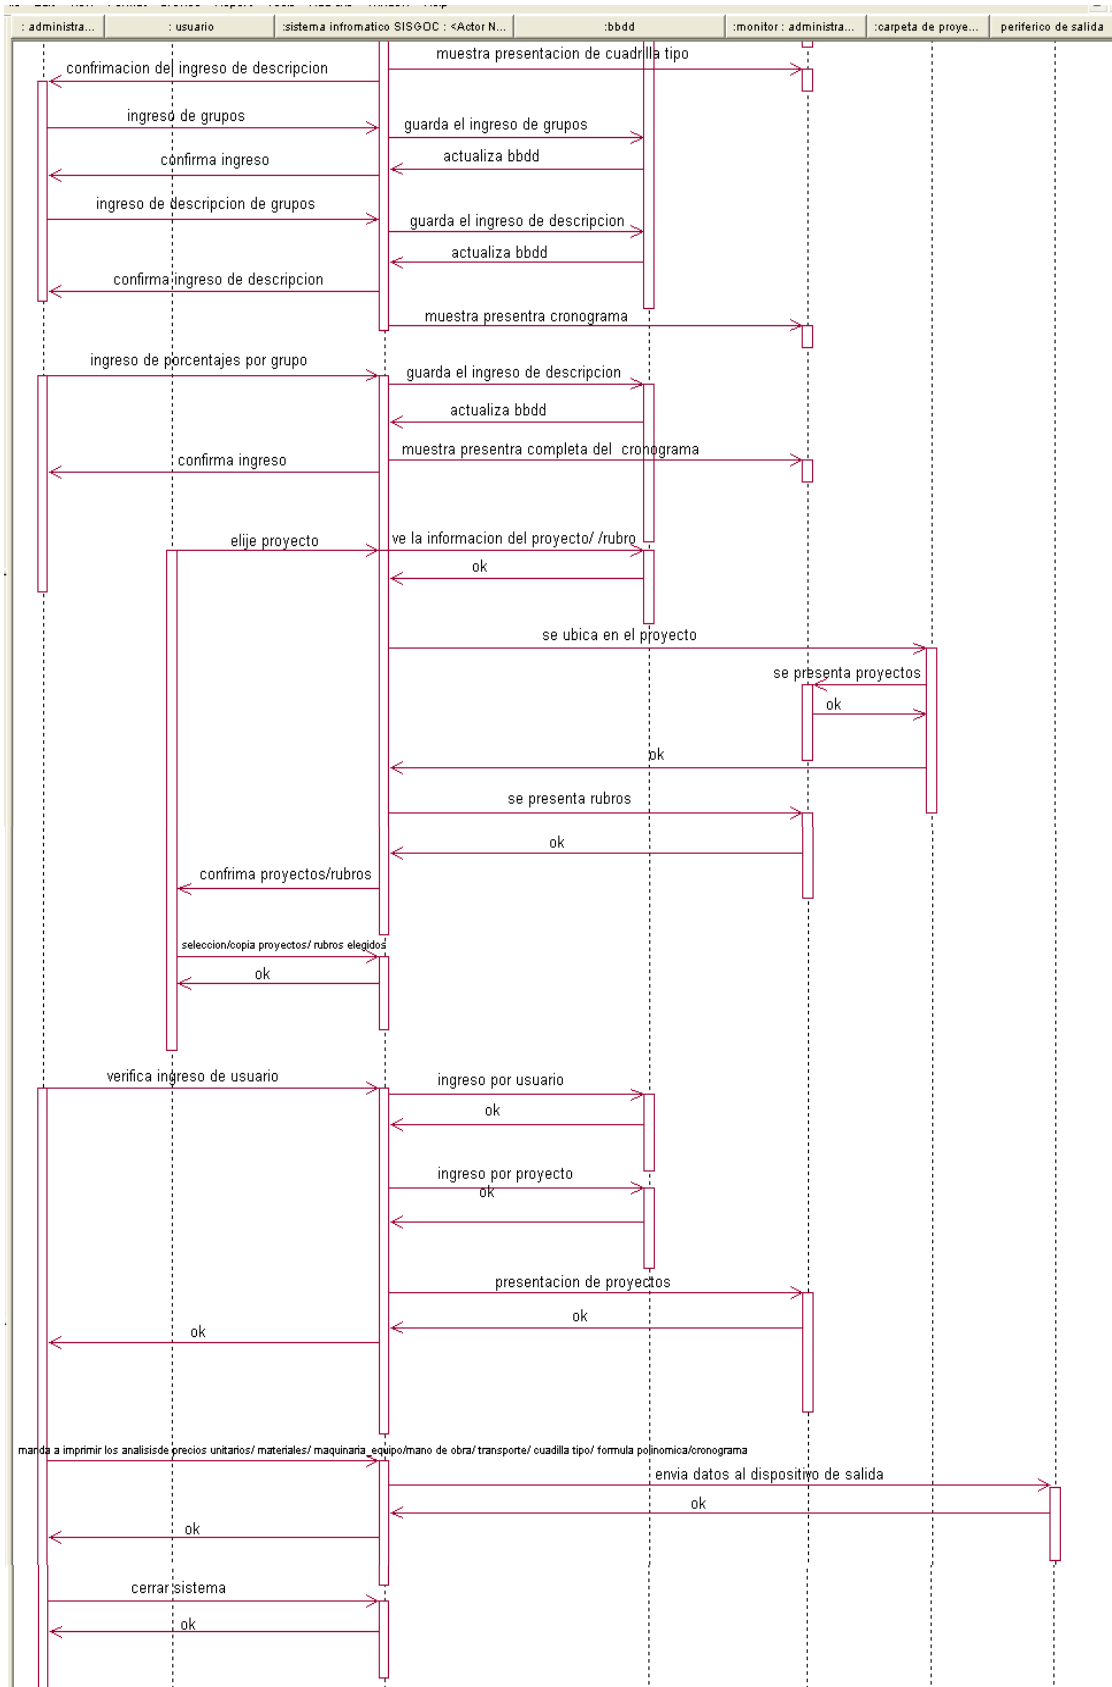 : administra...
: usuario
:sistema infromatico SISGOC : <Actor N...
:bbdd
:monitor : administra...
:carpeta de proye...
periferico de salida
muestra presentacion de cuadrilla tipo
confrimacion del ingreso de descripcion
ingreso de grupos
guarda el ingreso de grupos
actualiza bbdd
confirma ingreso
ingreso de descripcion de grupos
guarda el ingreso de descripcion
actualiza bbdd
confirma ingreso de descripcion
muestra presentra cronograma
ingreso de porcentajes por grupo
guarda el ingreso de descripcion
actualiza bbdd
muestra presentra completa del cronograma
confirma ingreso
elije proyecto
ve la informacion del proyecto/ /rubro
ok
se ubica en el proyecto
se presenta proyectos
ok
ok
se presenta rubros
ok
confrima proyectos/rubros
seleccion/copia proyectos/ rubros elegidos
ok
verifica ingreso de usuario
ingreso por usuario
ok
ingreso por proyecto
ok
presentacion de proyectos
ok
ok
manda a imprimir los analisisde precios unitarios/ materiales/ maquinaria_equipo/mano de obra/ transporte/ cuadilla tipo/ formula polinomica/cronograma
envia datos al dispositivo de salida
ok
ok
cerrar sistema
ok